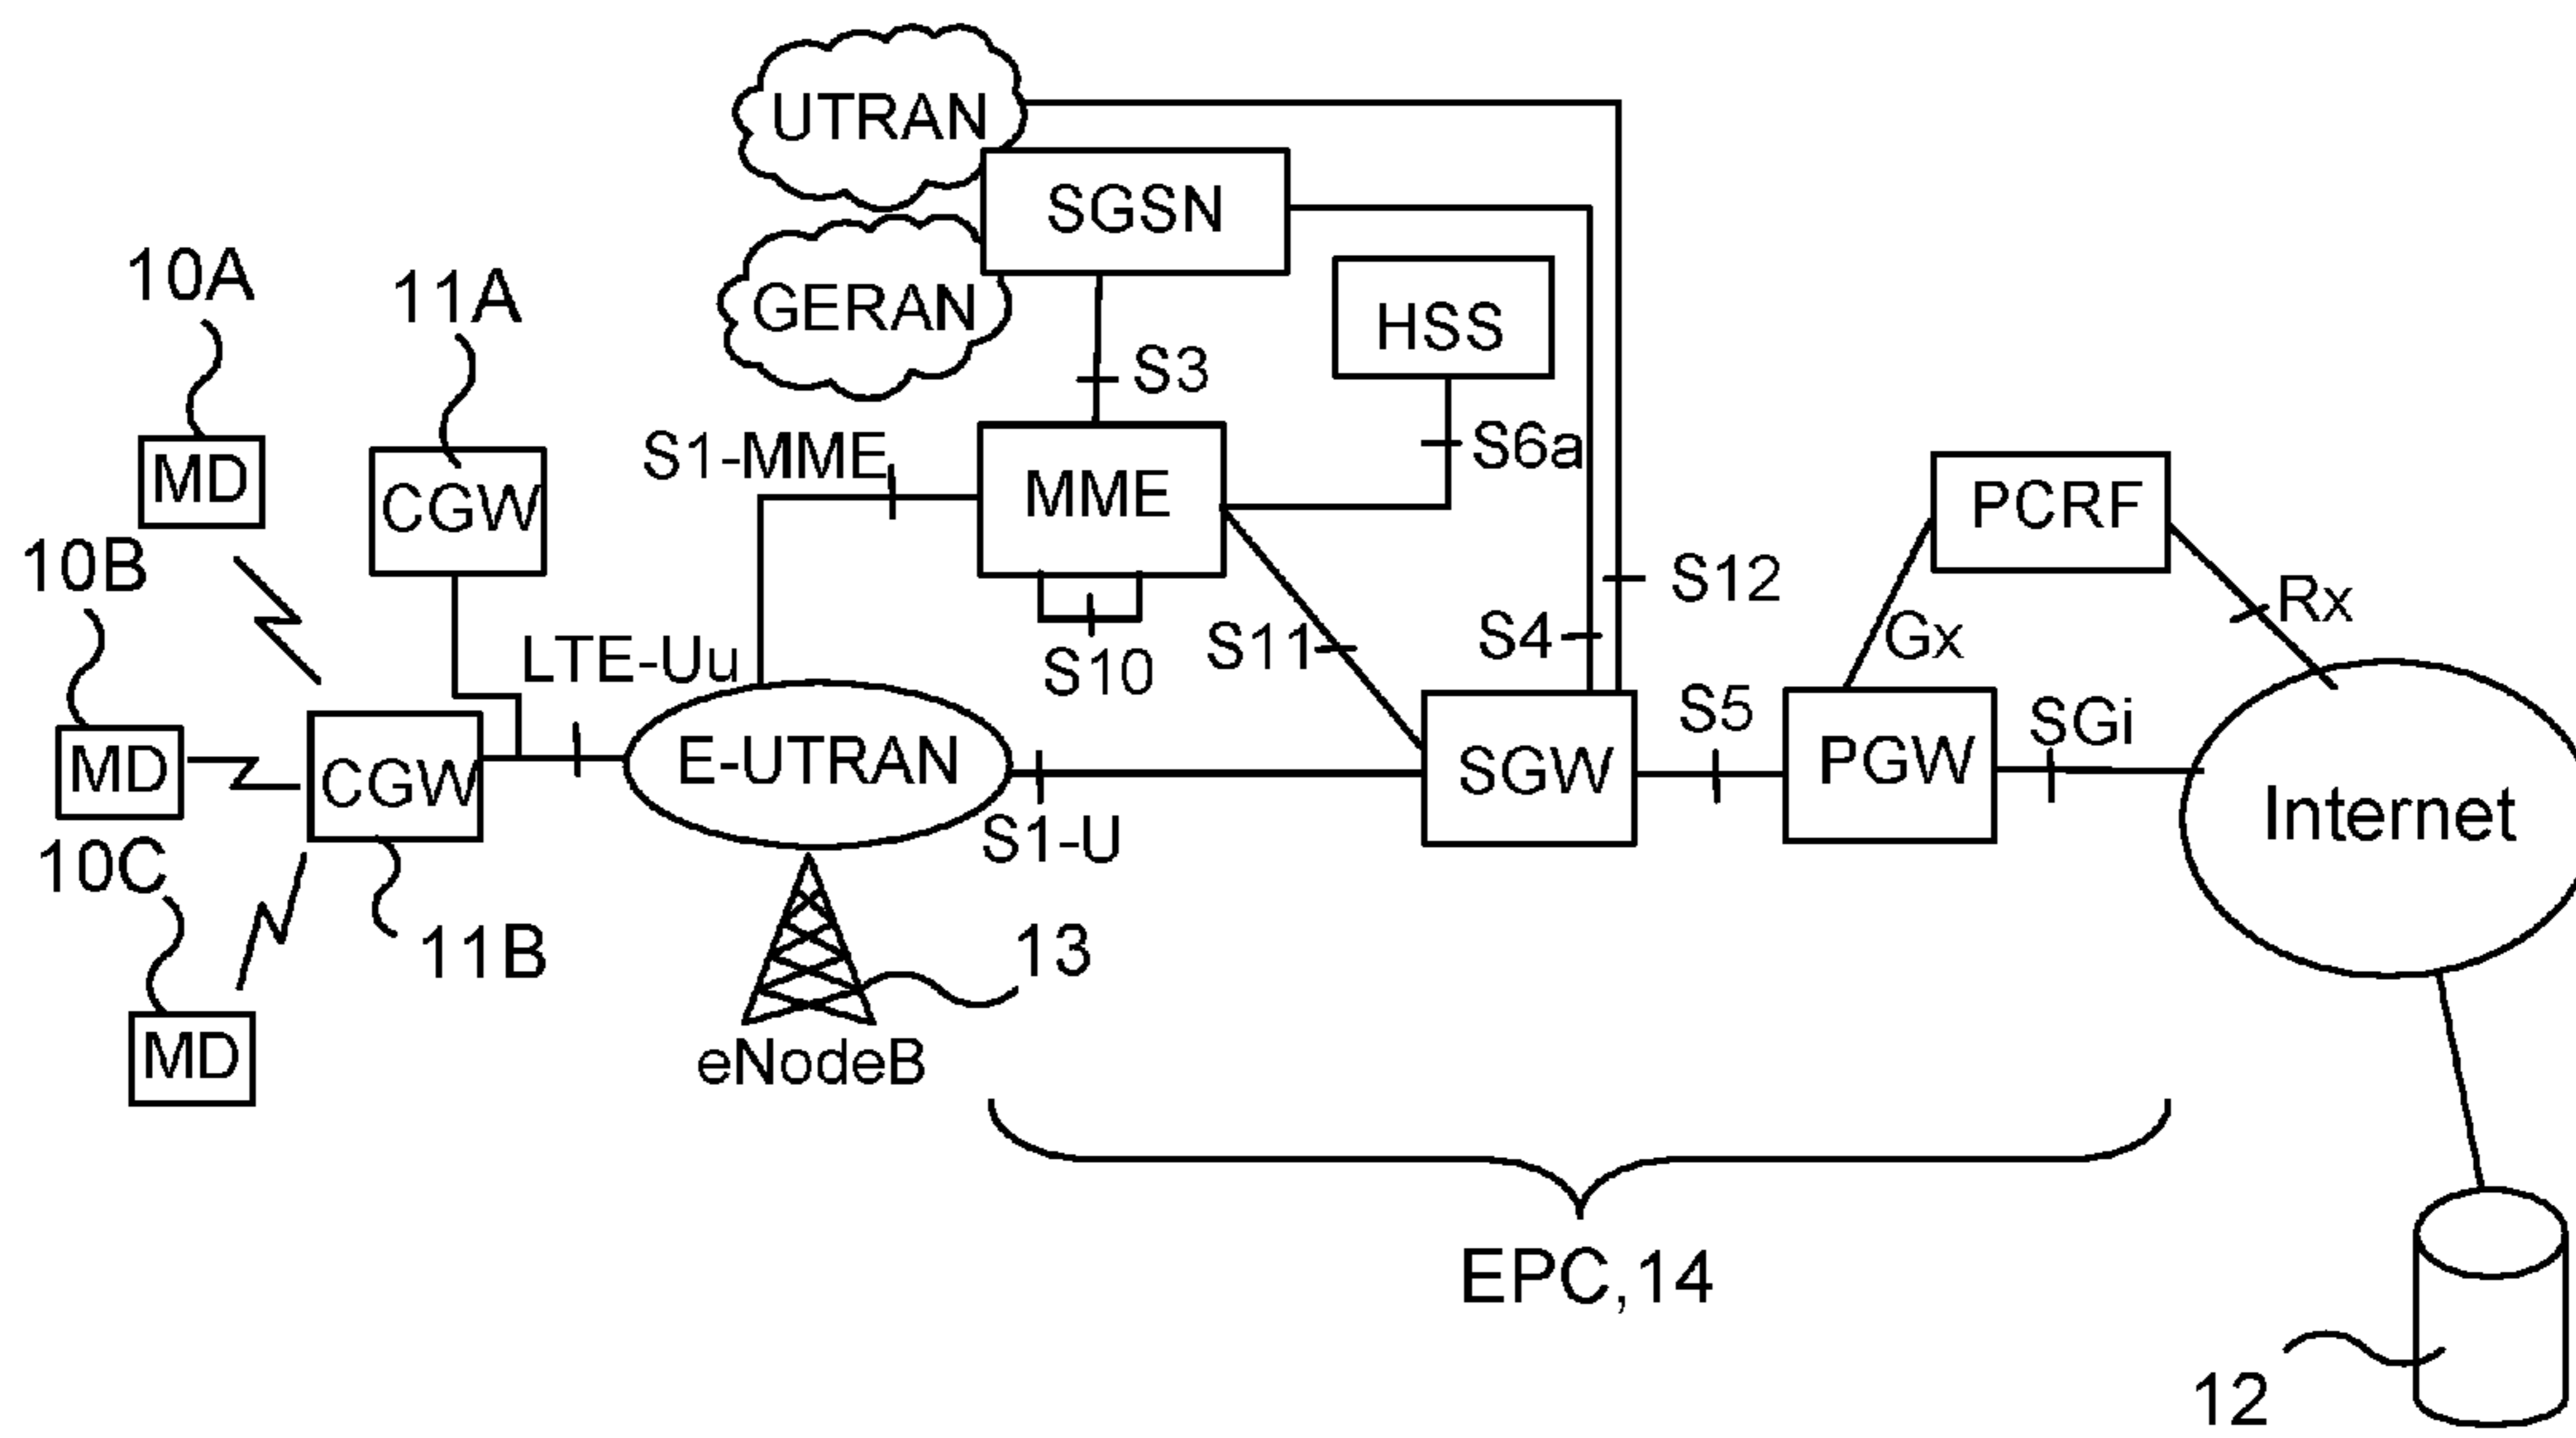 UTRAN
SGSN
10A
11A
GERAN
HSS
S3
S1-MME
S6a
MD
CGW
MME
PCRF
10B
S12
Rx
LTE-Uu
S10
S11
S4
Gx
S5
SGi
MD
CGW
E-UTRAN
SGW
PGW
Internet
S1-U
10C
11B
13
MD
eNodeB
EPC,14
12